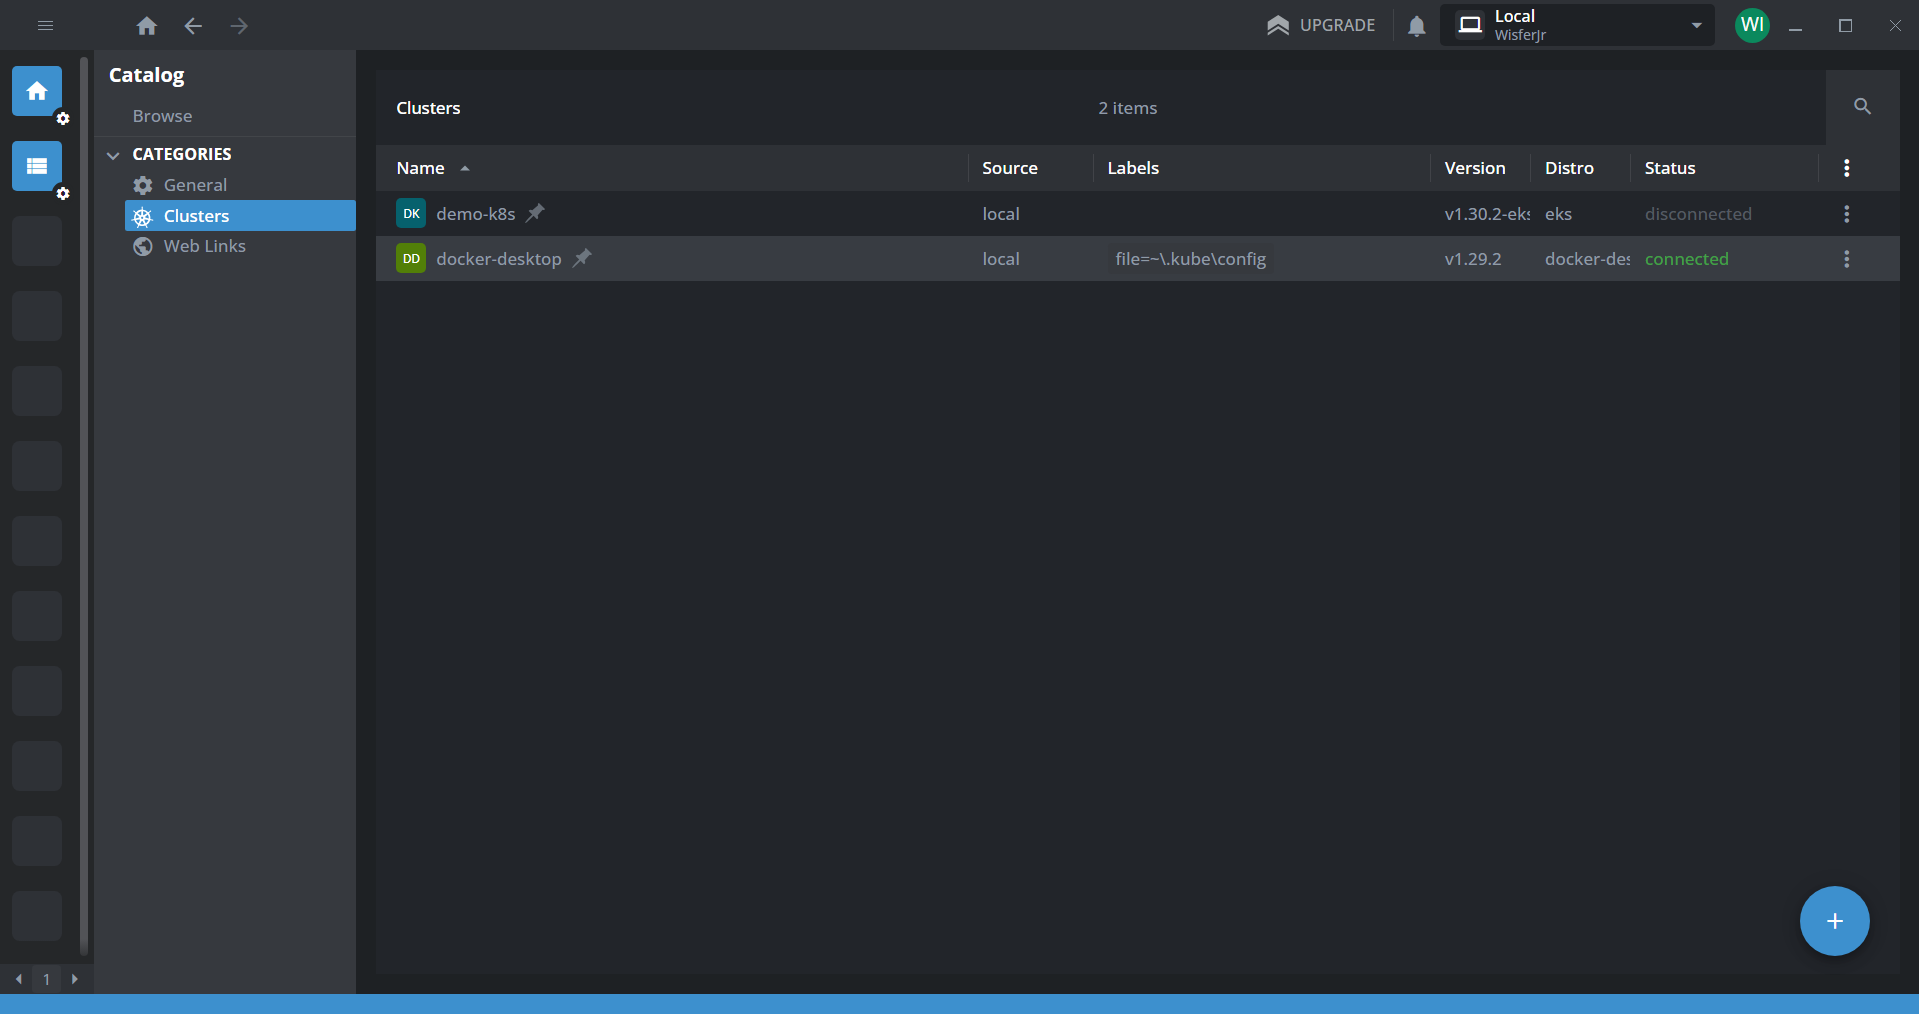 UPGRADE
Local
WisferJr
WI
Catalog
Browse
CATEGORIES
General
Clusters
Web Links
Clusters 2 items
Name Source Labels Version Distro Status
DK demo-k8s local v1.30.2-eks eks disconnected
DD docker-desktop local file=~\.kube\config v1.29.2 docker-des connected
1